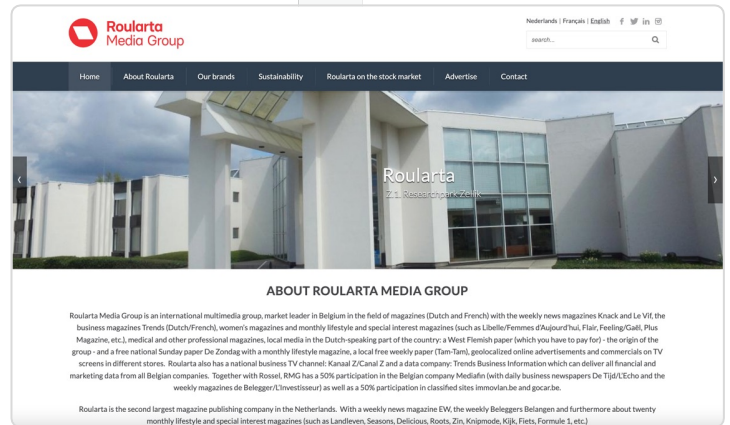 Roularta
Media Group
Nederlands | Français | English
search...
Home About Roularta Our brands Sustainability Roularta on the stock market Advertise Contact
Roularta
Z.1. Researchpark Zellik
ABOUT ROULARTA MEDIA GROUP
Roularta Media Group is an international multimedia group, market leader in Belgium in the field of magazines (Dutch and French) with the weekly news magazines Knack and Le Vif, the
business magazines Trends (Dutch/French), women's magazines and monthly lifestyle and special interest magazines (such as Libelle/Femmes d'Aujourd'hui, Flair, Feeling/Gaël, Plus
Magazine, etc.), medical and other professional magazines, local media in the Dutch-speaking part of the country: a West Flemish paper (which you have to pay for) - the origin of the
group - and a free national Sunday paper De Zondag with a monthly lifestyle magazine, a local free weekly paper (Tam-Tam), geolocalized online advertisements and commercials on TV
screens in different stores. Roularta also has a national business TV channel: Kanaal Z/Canal Z and a data company: Trends Business Information which can deliver all financial and
marketing data from all Belgian companies. Together with Rossel, RMG has a 50% participation in the Belgian company Mediafin (with daily business newspapers De Tijd/L'Echo and the
weekly magazines de Belegger/L'Investisseur) as well as a 50% participation in classified sites immovlan.be and gocar.be.
Roularta is the second largest magazine publishing company in the Netherlands. With a weekly news magazine EW, the weekly Beleggers Belangen and furthermore about twenty
monthly lifestyle and special interest magazines (such as Landleven, Seasons, Delicious, Roots, Zin, Knipmode, Kijk, Fiets, Formule 1, etc.)